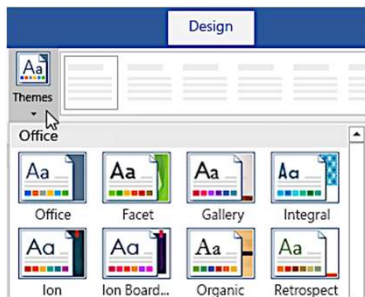 Design
Aa
Themes
Office
Aa Aa Aa Aa
Office Facet Gallery Integral
Aa Aa Aa Aa
Ion Ion Board... Organic Retrospect